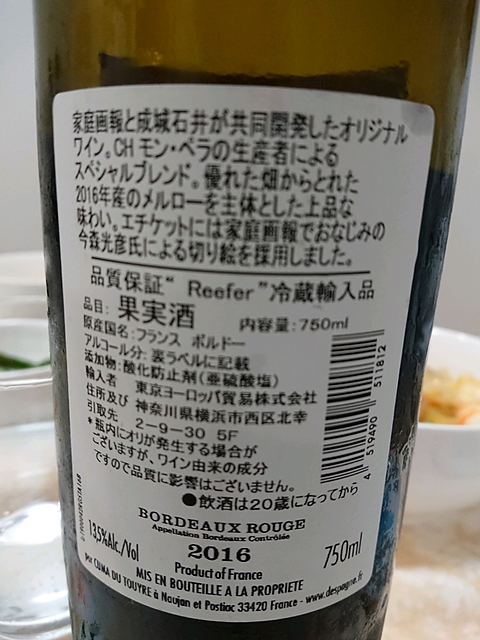 家庭画報と成城石井が共同開発したオリジナル
ワイン。CH モン・ペラの生産者による
スペシャルブレンド。優れた畑からとれた
2016年産のメルローを主体とした上品な
味わい。エチケットには家庭画報でおなじみの
今森光彦氏による切り絵を採用しました。
品質保証“ Reefer ”冷蔵輸入品
品目: 果実酒 内容量:750ml
原産国名:フランス ボルドー
アルコール分: 裏ラベルに記載
添加物:酸化防止剤(亜硫酸塩)
輸入者 東京ヨーロッパ貿易株式会社
住所及び 神奈川県横浜市西区北幸
引取先 2-9-30 5F
*瓶内にオリが発生する場合が
ございますが、ワイン由来の成分
ですので品質に影響はございません。
●飲酒は20歳になってから
4 519490 511812
BORDEAUX ROUGE
Appellation Bordeaux Contrôlée
13,5%Alc./Vol 2016 750ml
Product of France
MIS EN BOUTEILLE A LA PROPRIETE
par CUMA DU TOUYRE à Naujan et Postiac 33420 France - www.despagne.fr